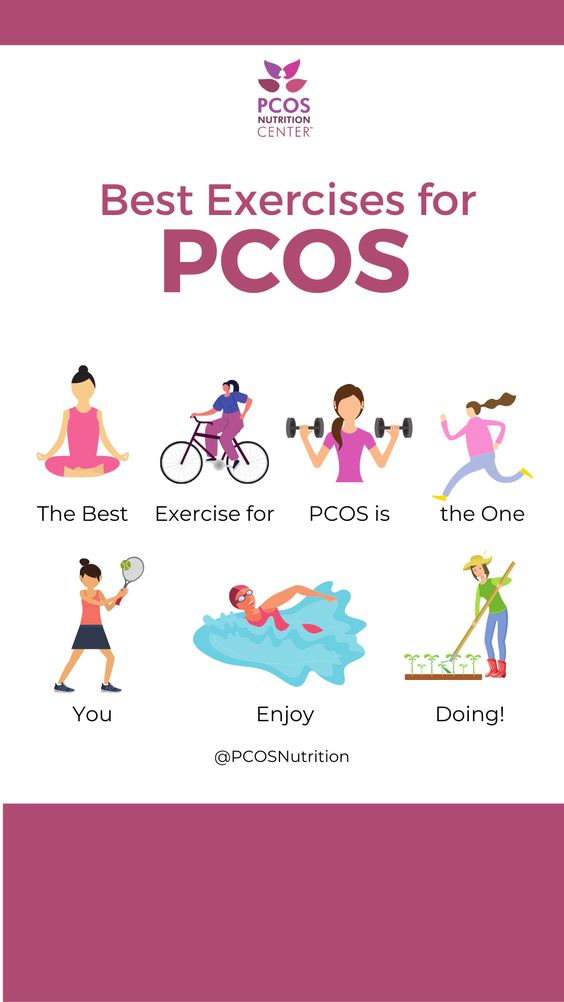 PCOS
NUTRITION
CENTER™
Best Exercises for
PCOS
The Best Exercise for PCOS is the One
You Enjoy Doing!
@PCOSNutrition